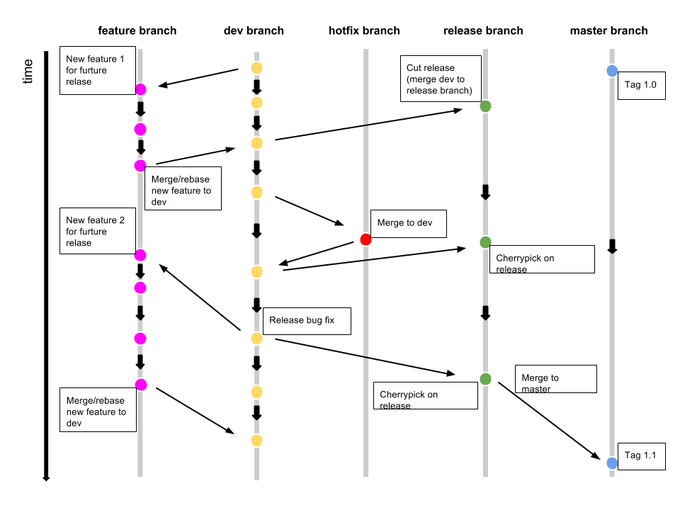 feature branch
dev branch
hotfix branch
release branch
master branch
time
New feature 1
for furture
relase
Cut release
(merge dev to
release branch)
Tag 1.0
Merge/rebase
new feature to
dev
New feature 2
for furture
relase
Merge to dev
Cherrypick on
release
Release bug fix
Merge/rebase
new feature to
dev
Cherrypick on
release
Merge to
master
Tag 1.1